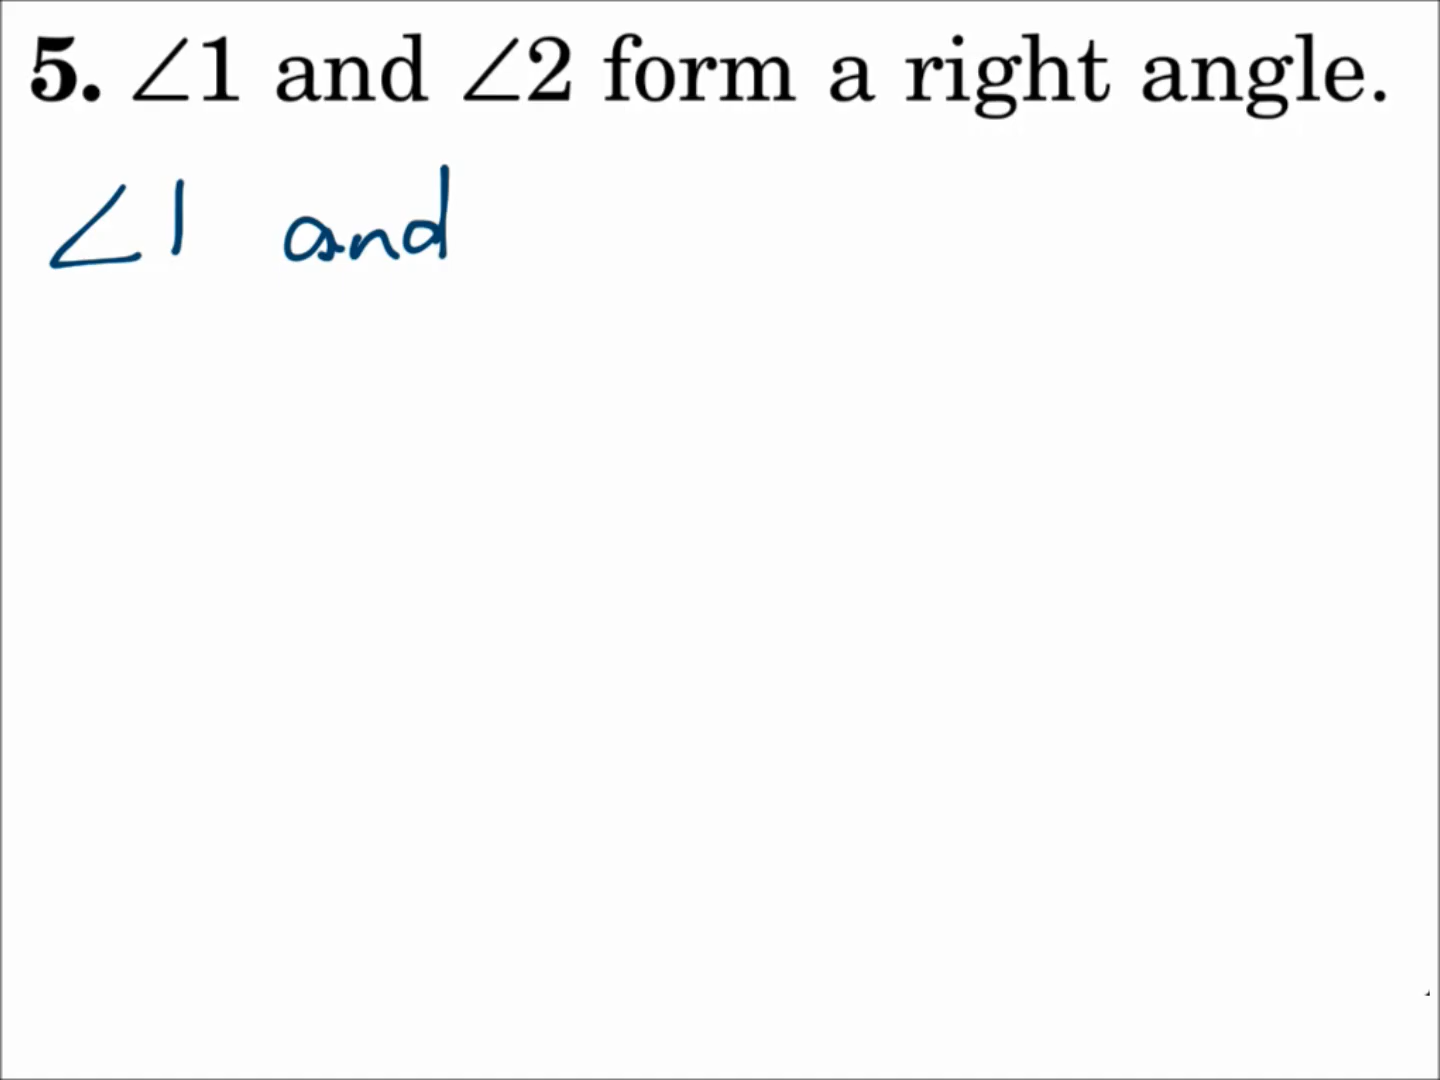 5. ∠1 and ∠2 form a right angle.
∠1 and